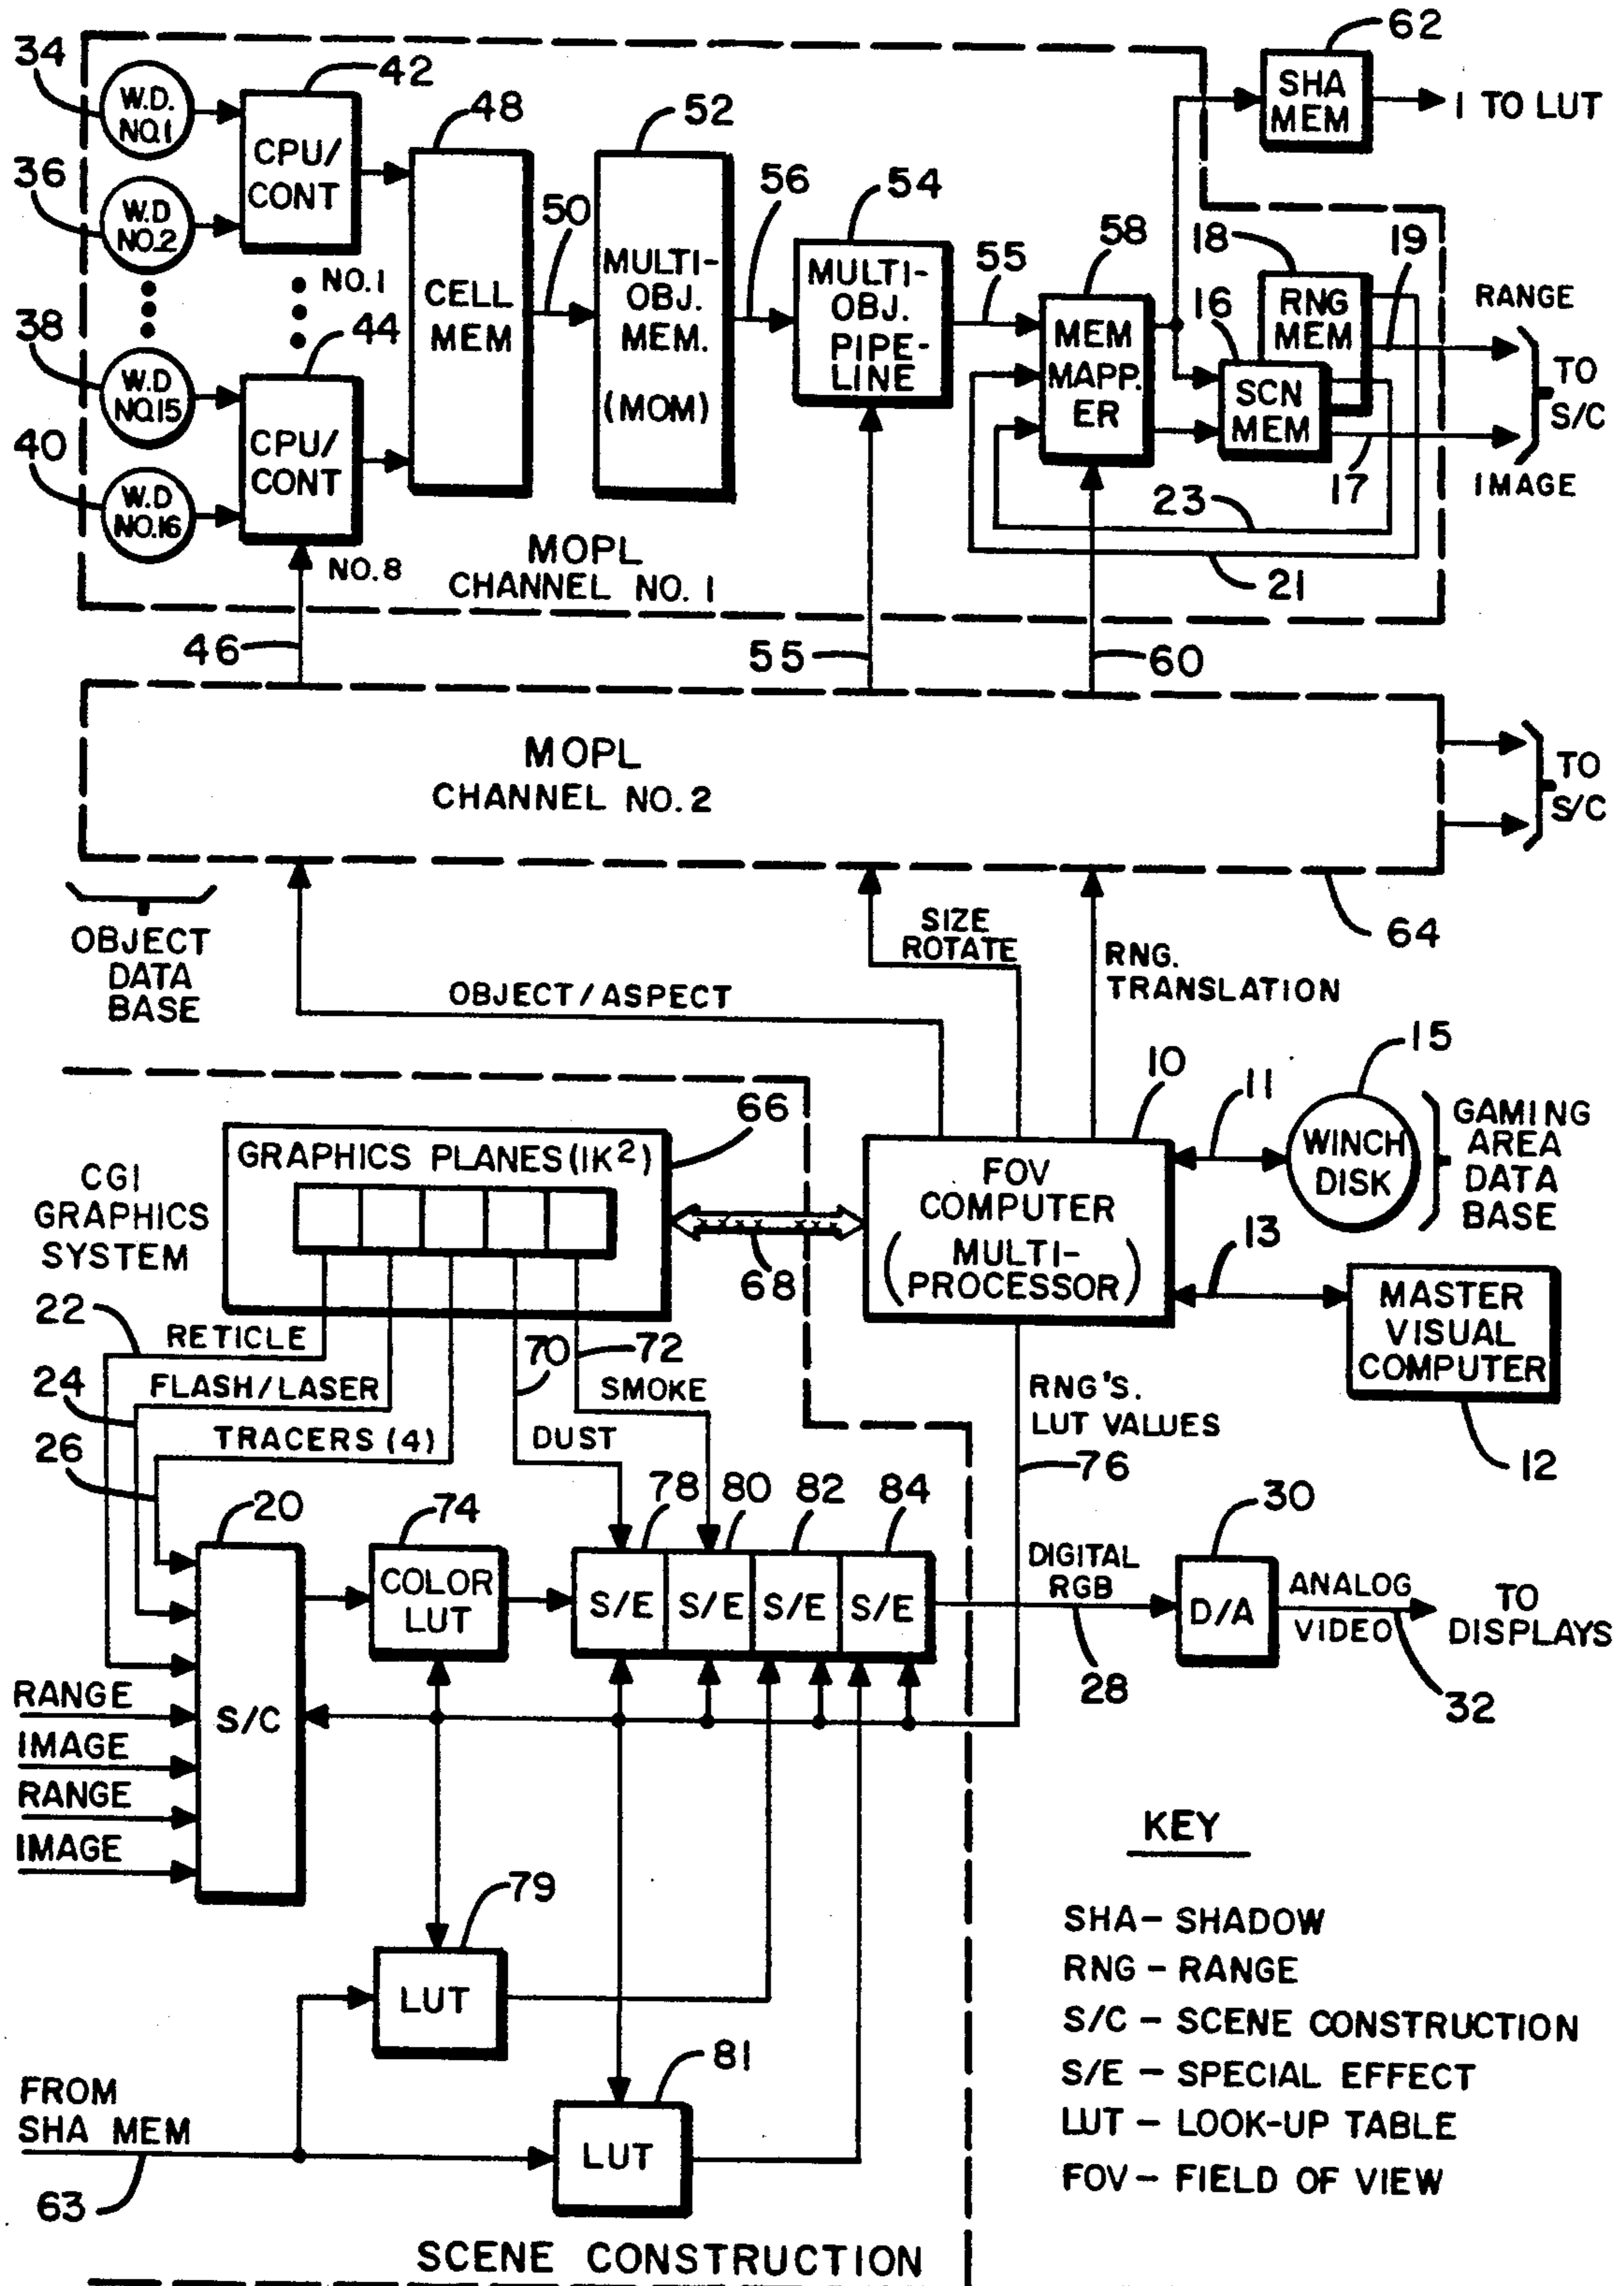 34
W.D.
NO.1
36
W.D
NO.2
38
W.D
NO.15
40
W.D
NO.16
42
CPU/
CONT
NO.1
44
CPU/
CONT
NO.8
48
CELL
MEM
50
52
MULTI-
OBJ.
MEM.
(MOM)
56
54
MULTI-
OBJ.
PIPE-
LINE
55
58
MEM
MAPP.
ER
62
SHA
MEM
1 TO LUT
18
RNG
MEM
19
16
SCN
MEM
17
23
21
RANGE
TO
S/C
IMAGE
MOPL
CHANNEL NO. 1
46
55
60
MOPL
CHANNEL NO. 2
TO
S/C
64
OBJECT
DATA
BASE
OBJECT/ASPECT
SIZE
ROTATE
RNG.
TRANSLATION
10
11
15
WINCH
DISK
GAMING
AREA
DATA
BASE
FOV
COMPUTER
(MULTI-
PROCESSOR)
13
MASTER
VISUAL
COMPUTER
12
66
GRAPHICS PLANES (1K²)
CGI
GRAPHICS
SYSTEM
68
22
RETICLE
24
FLASH/LASER
26
TRACERS (4)
70
DUST
72
SMOKE
RNG'S.
LUT VALUES
76
20
S/C
74
COLOR
LUT
78
80
82
84
S/E
S/E
S/E
S/E
DIGITAL
RGB
28
30
D/A
ANALOG
VIDEO
32
TO
DISPLAYS
RANGE
IMAGE
RANGE
IMAGE
79
LUT
81
LUT
FROM
SHA MEM
63
SCENE CONSTRUCTION
KEY
SHA – SHADOW
RNG – RANGE
S/C – SCENE CONSTRUCTION
S/E – SPECIAL EFFECT
LUT – LOOK-UP TABLE
FOV – FIELD OF VIEW